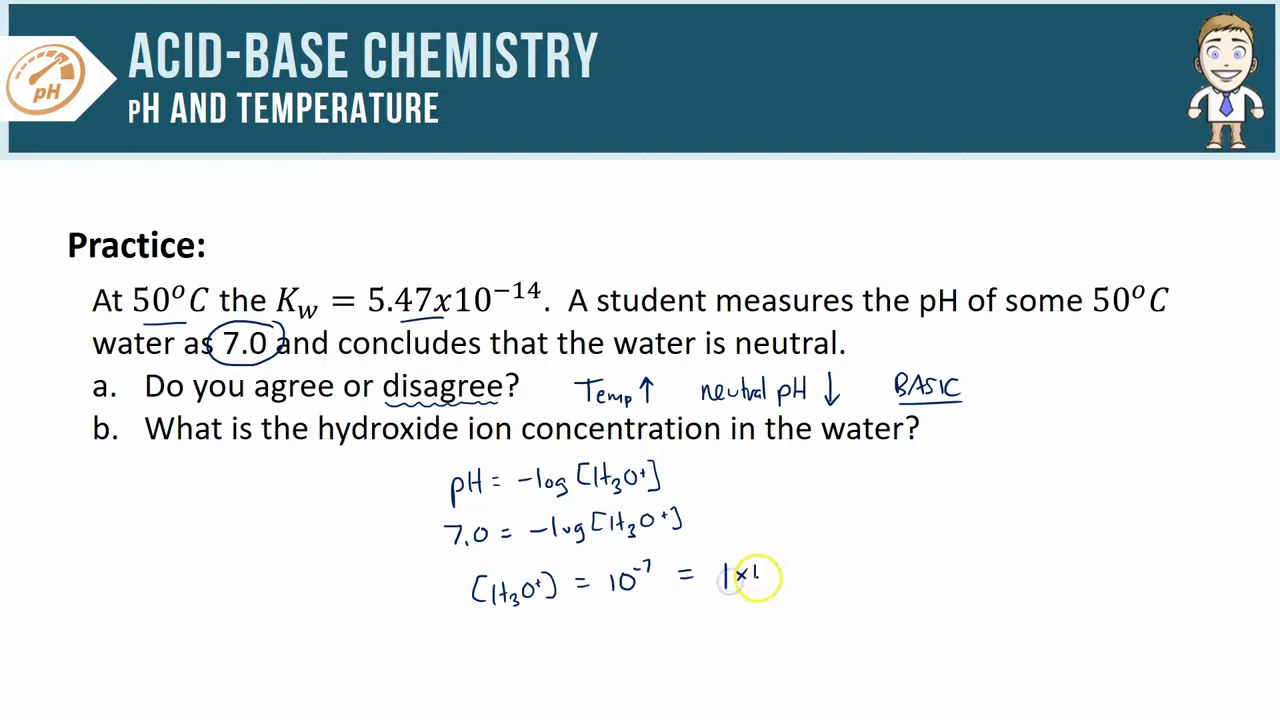 pH
ACID-BASE CHEMISTRY
pH AND TEMPERATURE
Practice:
At 50°C the K_w = 5.47x10⁻¹⁴. A student measures the pH of some 50°C
water as 7.0 and concludes that the water is neutral.
a. Do you agree or disagree? Temp ↑ neutral pH ↓ BASIC
b. What is the hydroxide ion concentration in the water?
pH = -log [H₃O⁺]
7.0 = -log [H₃O⁺]
[H₃O⁺] = 10⁻⁷ = 1×1